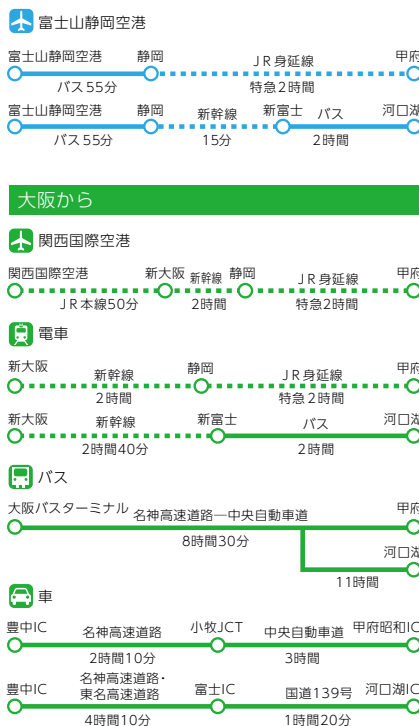 富士山静岡空港
富士山静岡空港 静岡 JR身延線 甲府
バス55分 特急2時間
富士山静岡空港 静岡 新幹線 新富士 バス 河口湖
バス55分 15分 2時間
大阪から
関西国際空港
関西国際空港 新大阪 新幹線 静岡 JR身延線 甲府
JR本線50分 2時間 特急2時間
電車
新大阪 新幹線 静岡 JR身延線 甲府
2時間 特急2時間
新大阪 新幹線 新富士 バス 河口湖
2時間40分 2時間
バス
大阪バスターミナル 名神高速道路―中央自動車道 甲府
8時間30分
河口湖
11時間
車
豊中IC 名神高速道路 小牧JCT 中央自動車道 甲府昭和IC
2時間10分 3時間
豊中IC 名神高速道路・ 富士IC 国道139号 河口湖IC
東名高速道路
4時間10分 1時間20分